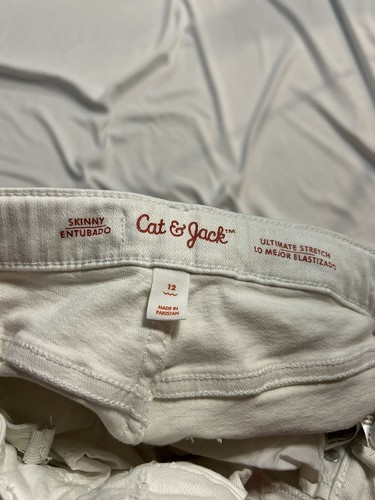 SKINNY
ENTUBADO
Cat & Jack™
ULTIMATE STRETCH
LO MEJOR ELASTIZADO
12
MADE IN
PAKISTAN